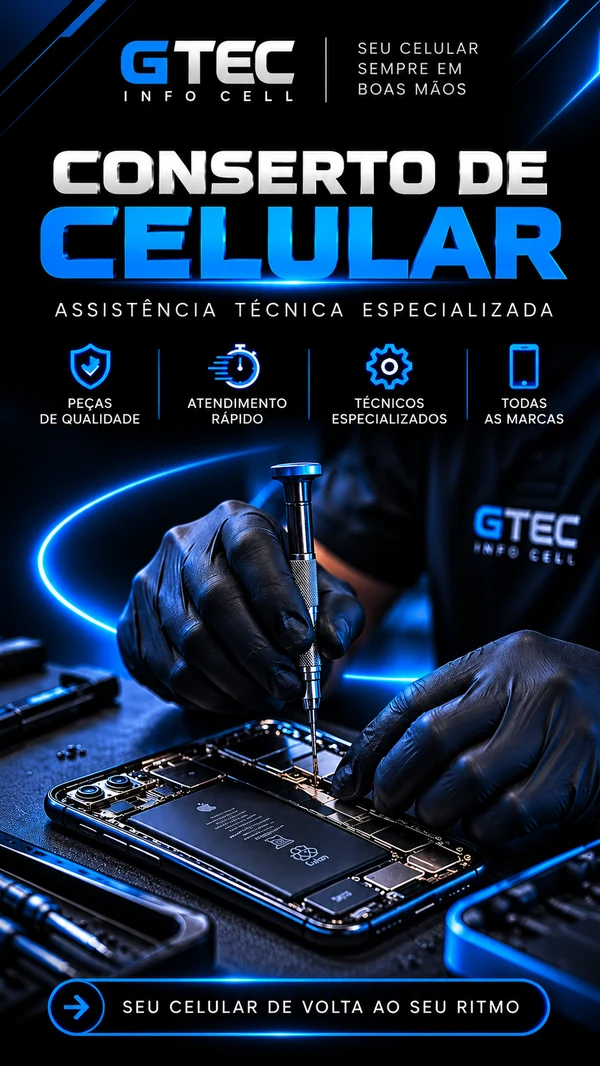 GTEC
INFO CELL
SEU CELULAR
SEMPRE EM
BOAS MÃOS
CONSERTO DE
CELULAR
ASSISTÊNCIA TÉCNICA ESPECIALIZADA
PEÇAS
DE QUALIDADE
ATENDIMENTO
RÁPIDO
TÉCNICOS
ESPECIALIZADOS
TODAS
AS MARCAS
GTEC
INFO CELL
SEU CELULAR DE VOLTA AO SEU RITMO